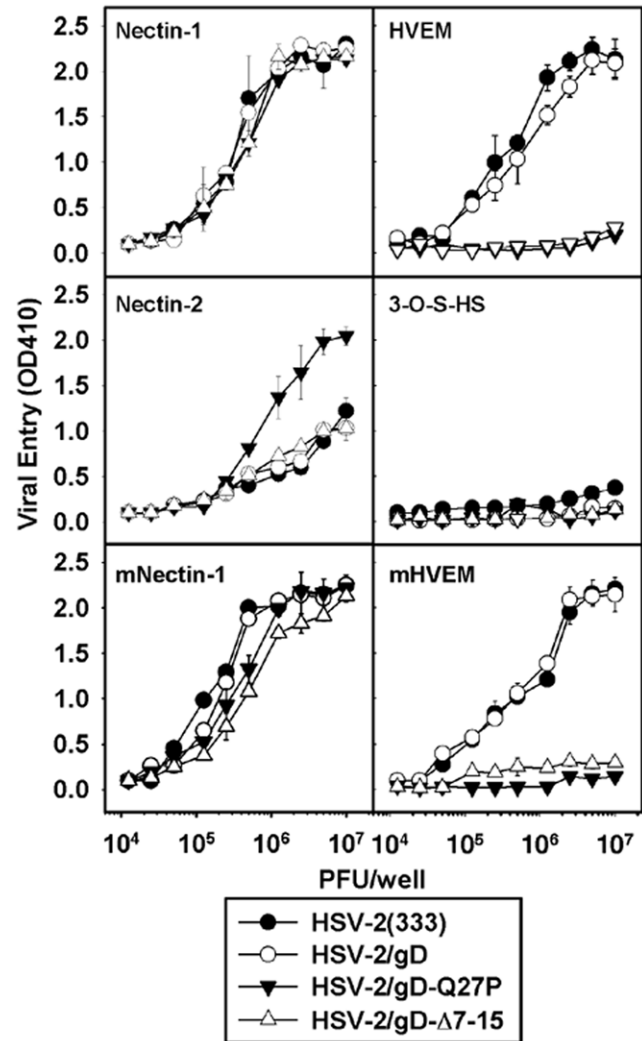 Nectin-1
HVEM
2.5
2.0
1.5
1.0
0.5
0.0
Nectin-2
3-O-S-HS
2.5
2.0
1.5
1.0
0.5
0.0
Viral Entry (OD410)
mNectin-1
mHVEM
2.5
2.0
1.5
1.0
0.5
0.0
10⁴ 10⁵ 10⁶ 10⁷ 10⁴ 10⁵ 10⁶ 10⁷
PFU/well
HSV-2(333)
HSV-2/gD
HSV-2/gD-Q27P
HSV-2/gD-Δ7-15